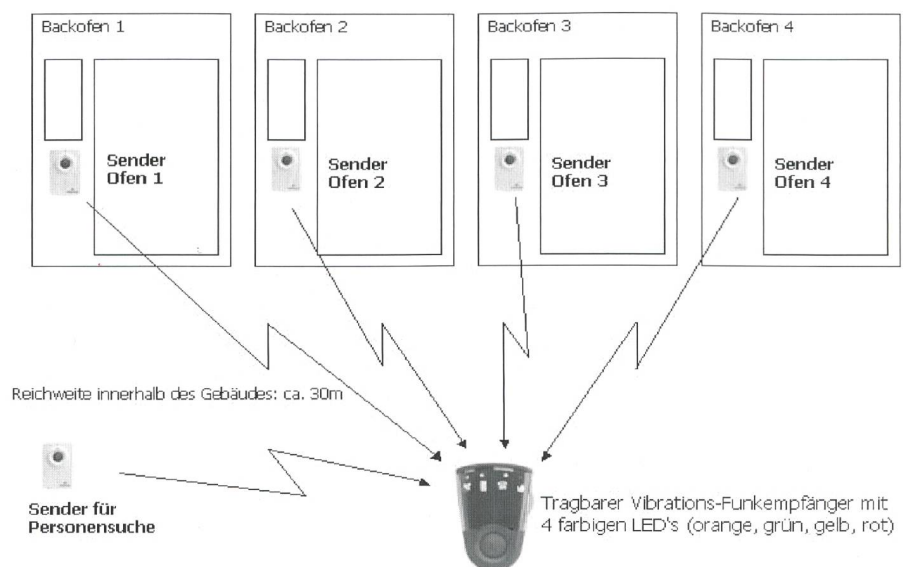 Backofen 1
Backofen 2
Backofen 3
Backofen 4
Sender
Ofen 1
Sender
Ofen 2
Sender
Ofen 3
Sender
Ofen 4
Reichweite innerhalb des Gebäudes: ca. 30m
Sender für
Personensuche
Tragbarer Vibrations-Funkempfänger mit
4 farbigen LED's (orange, grün, gelb, rot)